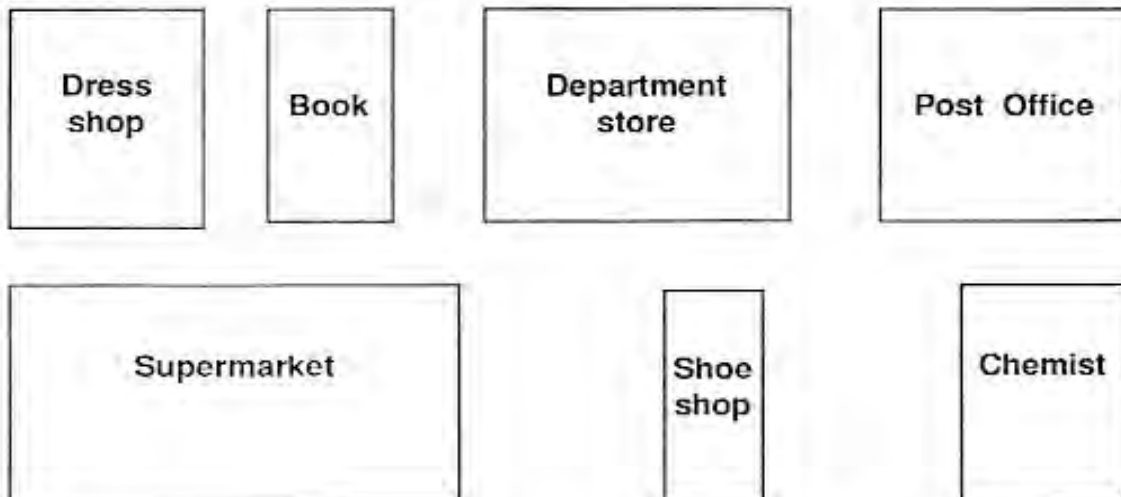 Dress
shop
Book
Department
store
Post Office
Supermarket
Shoe
shop
Chemist